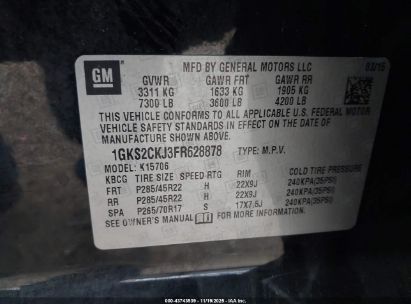 GM
MFD BY GENERAL MOTORS LLC 03/15
GVWR GAWR FRT GAWR RR
3311 KG 1633 KG 1905 KG
7300 LB 3600 LB 4200 LB
THIS VEHICLE CONFORMS TO ALL APPLICABLE U.S. FEDERAL MOTOR
VEHICLE SAFETY AND THEFT PREVENTION
STANDARDS IN EFFECT ON THE DATE OF
MANUFACTURE SHOWN ABOVE.
1GKS2CKJ3FR628878 TYPE: M.P.V.
MODEL: K15706
KBCG TIRE SIZE SPEED RTG RIM COLD TIRE PRESSURE
FRT P285/45R22 H 22X9J 240KPA(35PSI)
RR P285/45R22 H 22X9J 240KPA(35PSI)
SPA P265/70R17 S 17X7.5J 240KPA(35PSI)
SEE OWNER'S MANUAL FOR